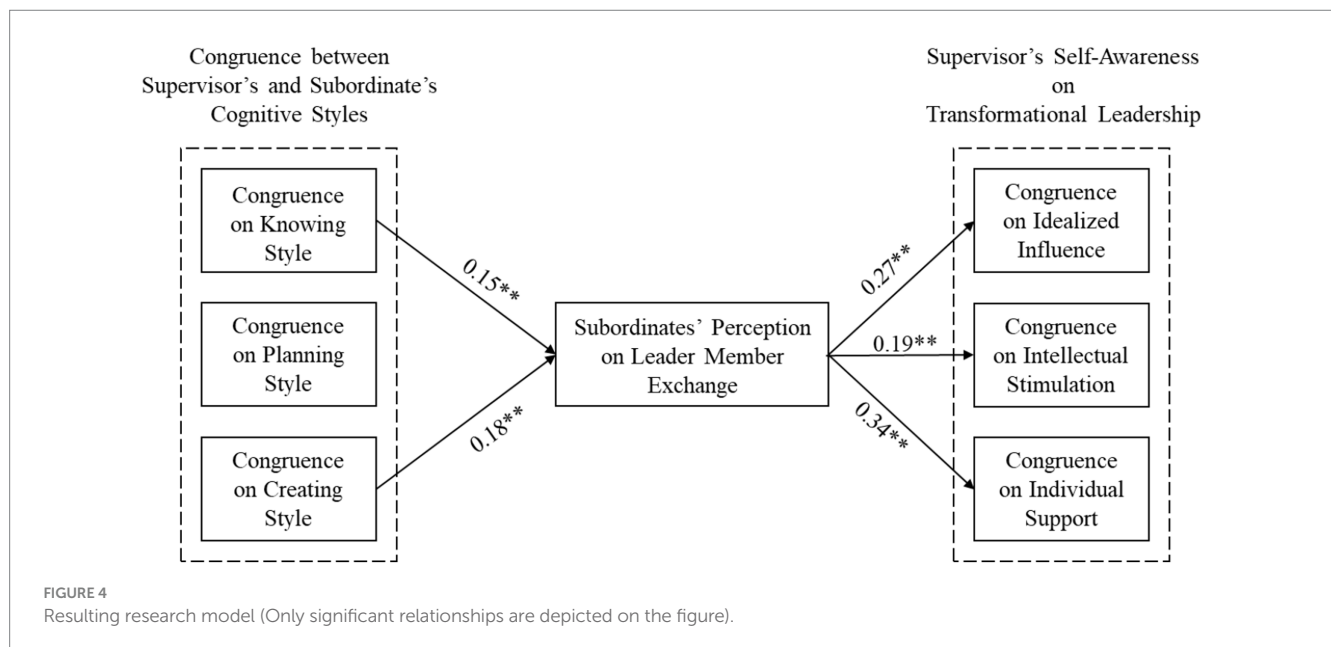 Congruence between
Supervisor's and Subordinate's
Cognitive Styles
Congruence
on Knowing
Style
Congruence
on Planning
Style
Congruence
on Creating
Style
0.15**
0.18**
Subordinates' Perception
on Leader Member
Exchange
0.27**
0.19**
0.34**
Supervisor's Self-Awareness
on
Transformational Leadership
Congruence
on Idealized
Influence
Congruence
on Intellectual
Stimulation
Congruence
on Individual
Support
FIGURE 4
Resulting research model (Only significant relationships are depicted on the figure).